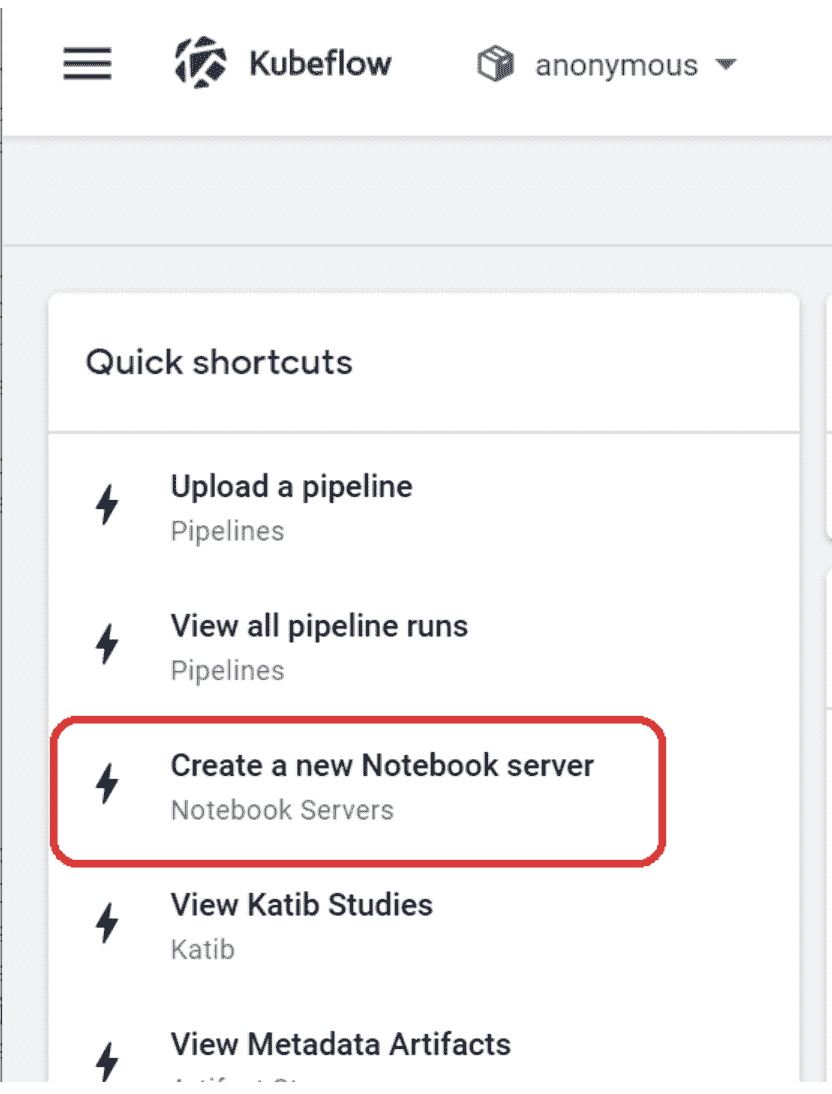 Kubeflow
anonymous
Quick shortcuts
Upload a pipeline
Pipelines
View all pipeline runs
Pipelines
Create a new Notebook server
Notebook Servers
View Katib Studies
Katib
View Metadata Artifacts